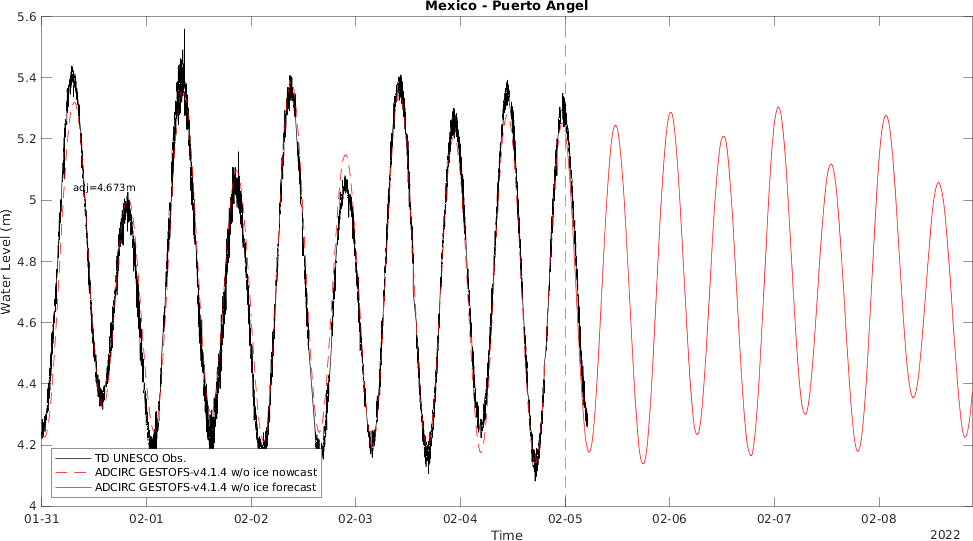 Mexico - Puerto Angel
5.6
5.4
5.2
5
4.8
4.6
4.4
4.2
4
Water Level (m)
adj=4.673m
TD UNESCO Obs.
ADCIRC GESTOFS-v4.1.4 w/o ice nowcast
ADCIRC GESTOFS-v4.1.4 w/o ice forecast
01-31 02-01 02-02 02-03 02-04 02-05 02-06 02-07 02-08
Time
2022